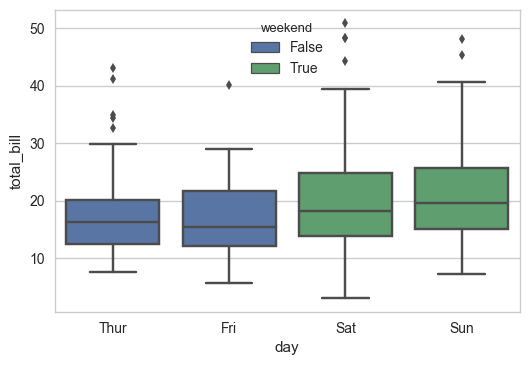 weekend
False
True
50
40
30
20
10
total_bill
Thur Fri Sat Sun
day